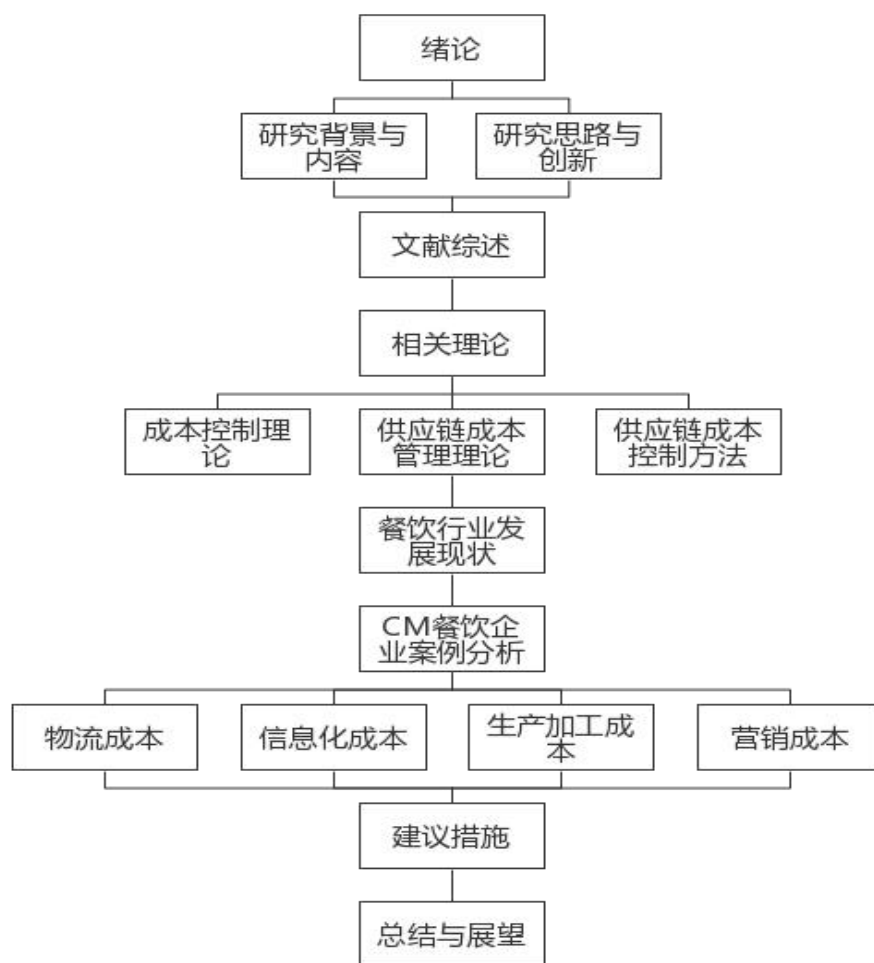 绪论
研究背景与
内容
研究思路与
创新
文献综述
相关理论
成本控制理
论
供应链成本
管理理论
供应链成本
控制方法
餐饮行业发
展现状
CM餐饮企
业案例分析
物流成本
信息化成本
生产加工成
本
营销成本
建议措施
总结与展望